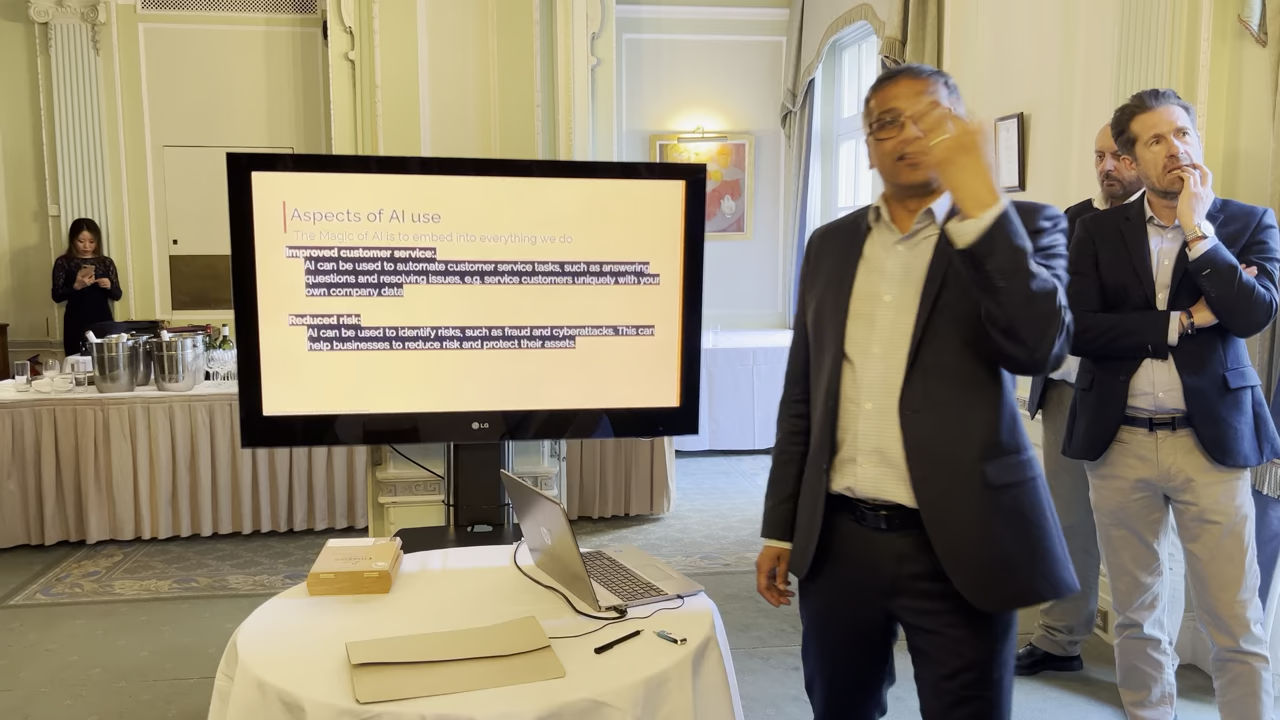 Aspects of AI use
The Magic of AI is to embed into everything we do
Improved customer service:.
AI can be used to automate customer service tasks, such as answering
questions and resolving issues, e.g. service customers uniquely with your
own company data
Reduced risk:
AI can be used to identify risks, such as fraud and cyberattacks. This can
help businesses to reduce risk and protect their assets.
LG